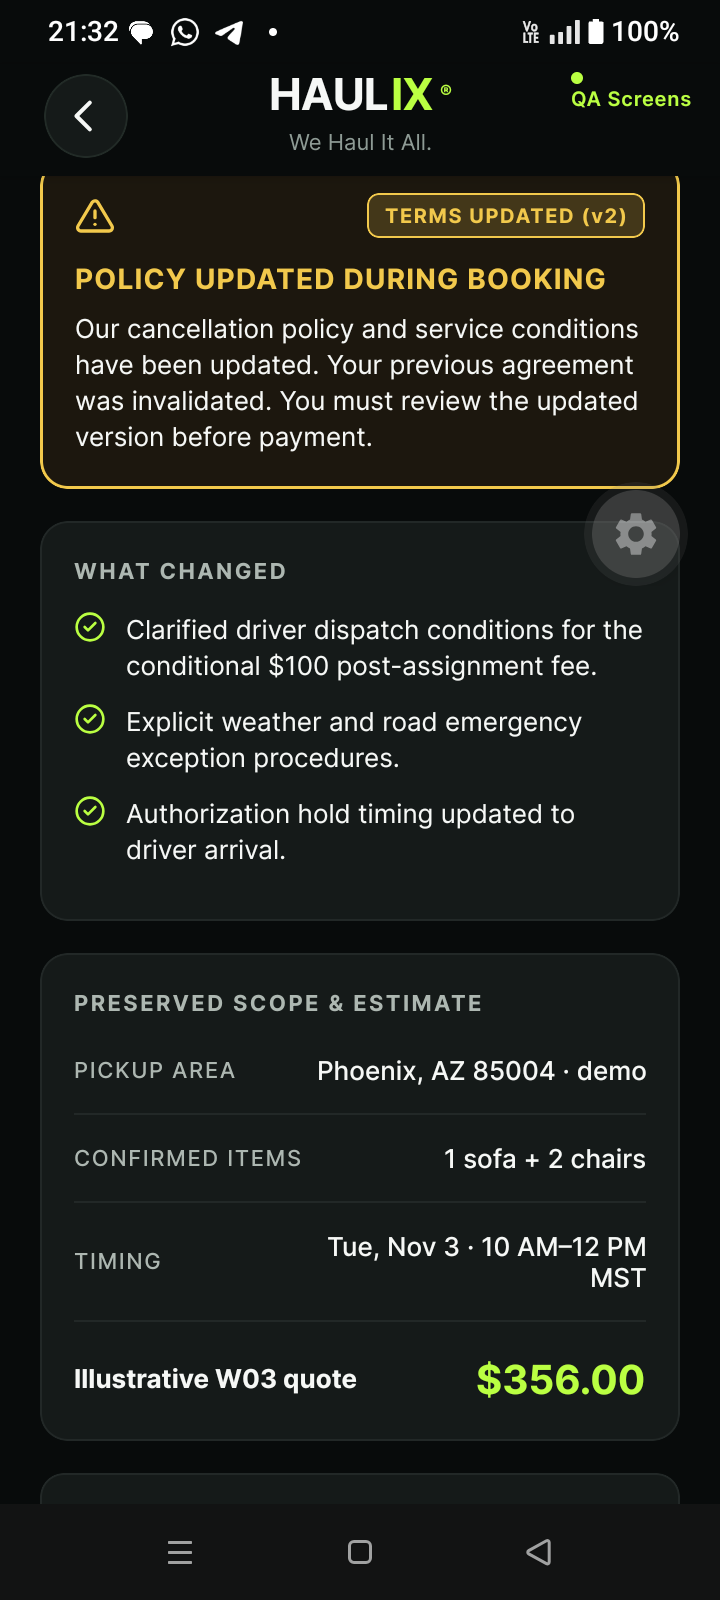 21:32
Vo LTE
100%
HAULIX ®
QA Screens
We Haul It All.
TERMS UPDATED (v2)
POLICY UPDATED DURING BOOKING
Our cancellation policy and service conditions
have been updated. Your previous agreement
was invalidated. You must review the updated
version before payment.
WHAT CHANGED
Clarified driver dispatch conditions for the
conditional $100 post-assignment fee.
Explicit weather and road emergency
exception procedures.
Authorization hold timing updated to
driver arrival.
PRESERVED SCOPE & ESTIMATE
PICKUP AREA Phoenix, AZ 85004 · demo
CONFIRMED ITEMS 1 sofa + 2 chairs
TIMING Tue, Nov 3 · 10 AM–12 PM
MST
Illustrative W03 quote $356.00